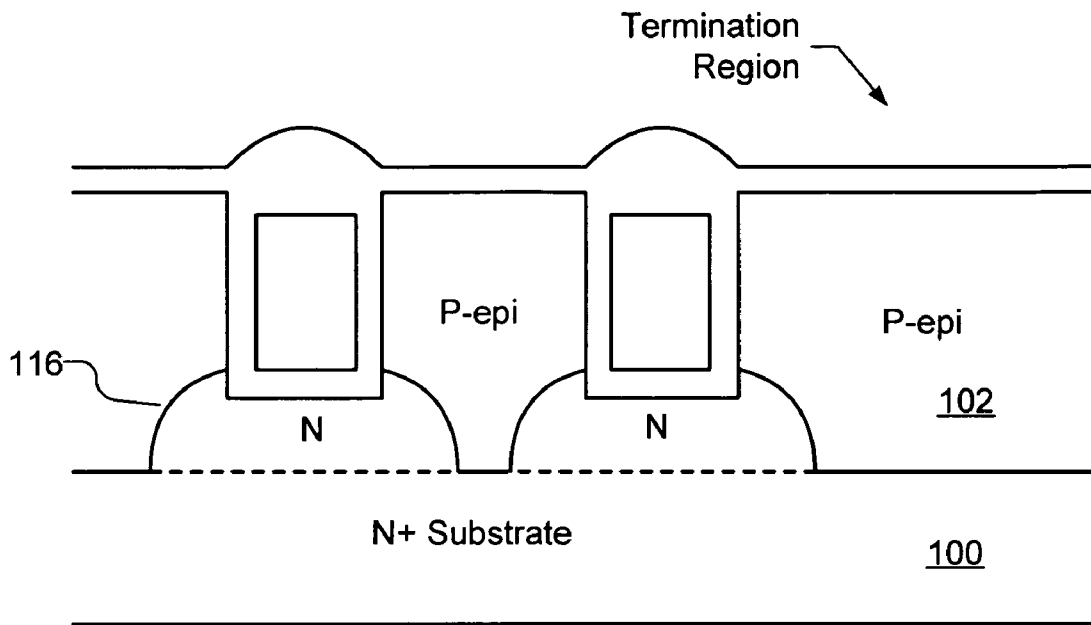 Termination
Region
P-epi
P-epi
116
102
N
N
N+ Substrate
100